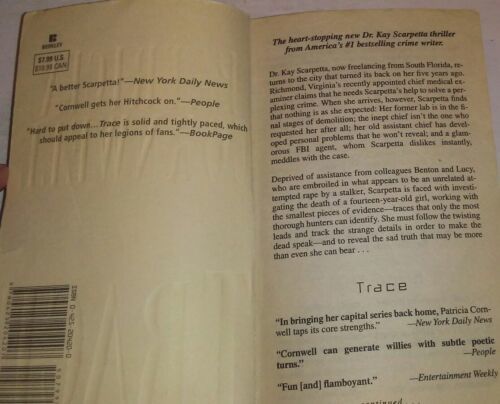 BERKLEY
$7.99 U.S.
$10.99 CAN
"A better Scarpetta!"—New York Daily News
"Cornwell gets her Hitchcock on."—People
"Hard to put down...Trace is solid and tightly paced, which
should appeal to her legions of fans."—BookPage
ISBN 0-425-20420-0
The heart-stopping new Dr. Kay Scarpetta thriller
from America's #1 bestselling crime writer.
Dr. Kay Scarpetta, now freelancing from South Florida, re-
turns to the city that turned its back on her five years ago.
Richmond, Virginia's recently appointed chief medical ex-
aminer claims that he needs Scarpetta's help to solve a per-
plexing crime. When she arrives, however, Scarpetta finds
that nothing is as she expected: Her former lab is in the fi-
nal stages of demolition; the inept chief isn't the one who
requested her after all; her old assistant chief has devel-
oped personal problems that he won't reveal; and a glam-
orous FBI agent, whom Scarpetta dislikes instantly,
meddles with the case.
Deprived of assistance from colleagues Benton and Lucy,
who are embroiled in what appears to be an unrelated at-
tempted rape by a stalker, Scarpetta is faced with investi-
gating the death of a fourteen-year-old girl, working with
the smallest pieces of evidence—traces that only the most
thorough hunters can identify. She must follow the twisting
leads and track the strange details in order to make the
dead speak—and to reveal the sad truth that may be more
than even she can bear . . .
Trace
"In bringing her capital series back home, Patricia Corn-
well taps its core strengths." —New York Daily News
"Cornwell can generate willies with subtle poetic
turns." —People
"Fun [and] flamboyant." —Entertainment Weekly
continued . . .